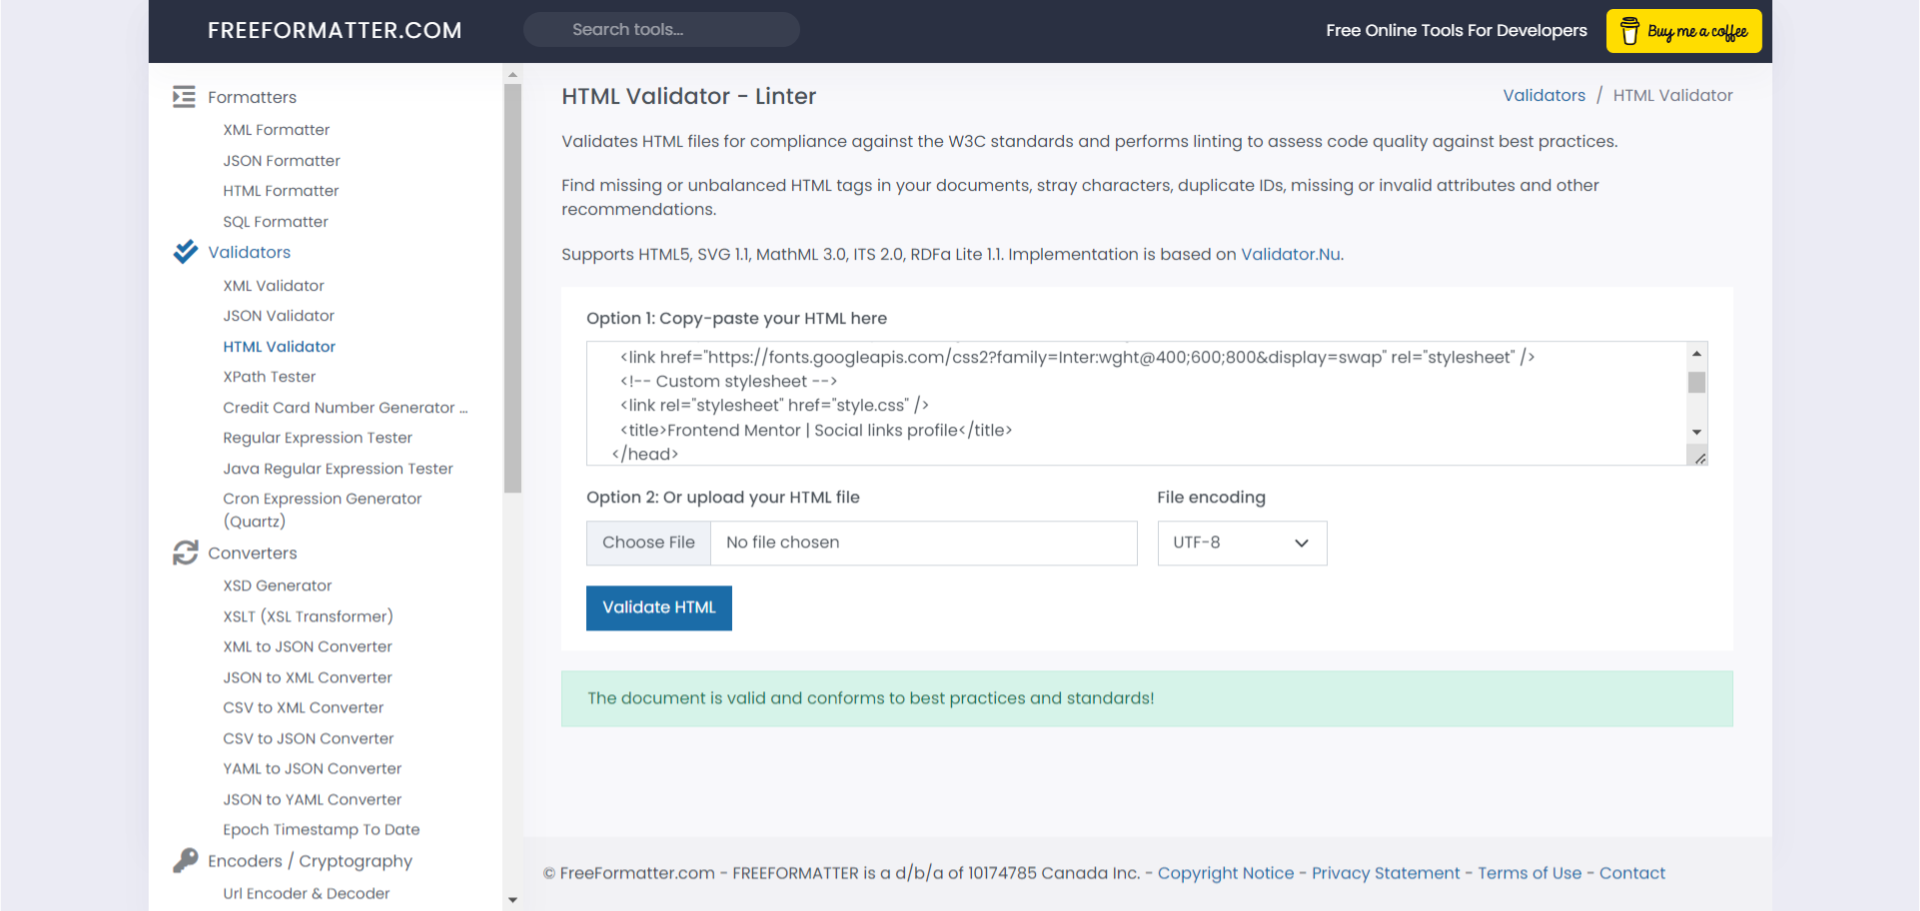 FREEFORMATTER.COM
Search tools...
Free Online Tools For Developers
Buy me a coffee
Formatters
XML Formatter
JSON Formatter
HTML Formatter
SQL Formatter
Validators
XML Validator
JSON Validator
HTML Validator
XPath Tester
Credit Card Number Generator ...
Regular Expression Tester
Java Regular Expression Tester
Cron Expression Generator
(Quartz)
Converters
XSD Generator
XSLT (XSL Transformer)
XML to JSON Converter
JSON to XML Converter
CSV to XML Converter
CSV to JSON Converter
YAML to JSON Converter
JSON to YAML Converter
Epoch Timestamp To Date
Encoders / Cryptography
Url Encoder & Decoder
HTML Validator - Linter
Validators / HTML Validator
Validates HTML files for compliance against the W3C standards and performs linting to assess code quality against best practices.
Find missing or unbalanced HTML tags in your documents, stray characters, duplicate IDs, missing or invalid attributes and other
recommendations.
Supports HTML5, SVG 1.1, MathML 3.0, ITS 2.0, RDFa Lite 1.1. Implementation is based on Validator.Nu.
Option 1: Copy-paste your HTML here
<link href="https://fonts.googleapis.com/css2?family=Inter:wght@400;600;800&display=swap" rel="stylesheet" />
<!-- Custom stylesheet -->
<link rel="stylesheet" href="style.css" />
<title>Frontend Mentor | Social links profile</title>
</head>
Option 2: Or upload your HTML file
File encoding
Choose File
No file chosen
UTF-8
Validate HTML
The document is valid and conforms to best practices and standards!
© FreeFormatter.com - FREEFORMATTER is a d/b/a of 10174785 Canada Inc. - Copyright Notice - Privacy Statement - Terms of Use - Contact